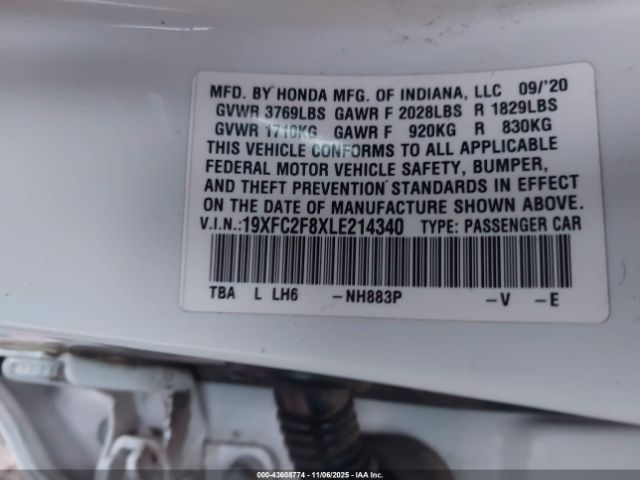 MFD. BY HONDA MFG. OF INDIANA, LLC 09/'20
GVWR 3769LBS GAWR F 2028LBS R 1829LBS
GVWR 1710KG GAWR F 920KG R 830KG
THIS VEHICLE CONFORMS TO ALL APPLICABLE
FEDERAL MOTOR VEHICLE SAFETY, BUMPER,
AND THEFT PREVENTION STANDARDS IN EFFECT
ON THE DATE OF MANUFACTURE SHOWN ABOVE.
V.I.N.:19XFC2F8XLE214340 TYPE: PASSENGER CAR
TBA L LH6 -NH883P -V -E
000-43608774 | 11/06/2025 - IAA Inc.